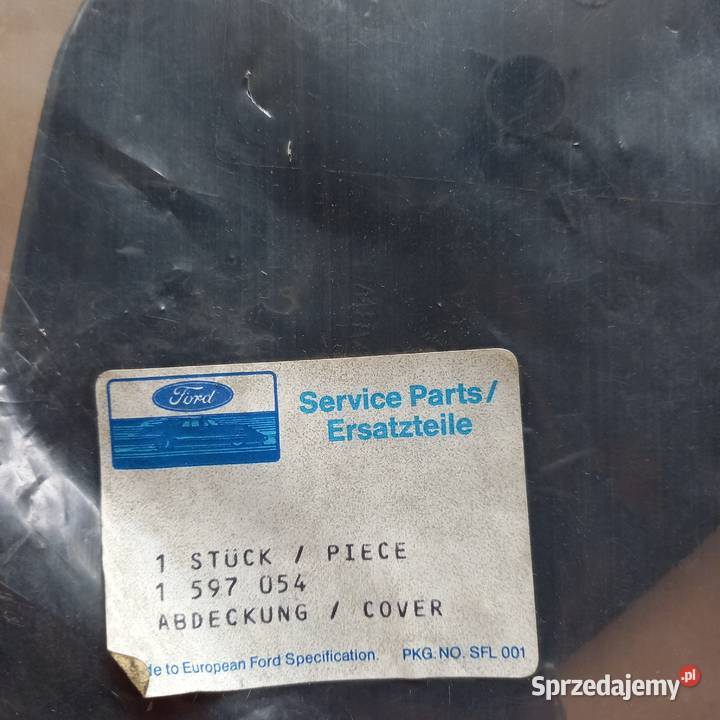 Ford
Service Parts/
Ersatzteile
1 STÜCK / PIECE
1 597 054
ABDECKUNG / COVER
to European Ford Specification. PKG. NO. SFL 001
Sprzedajemy.pl